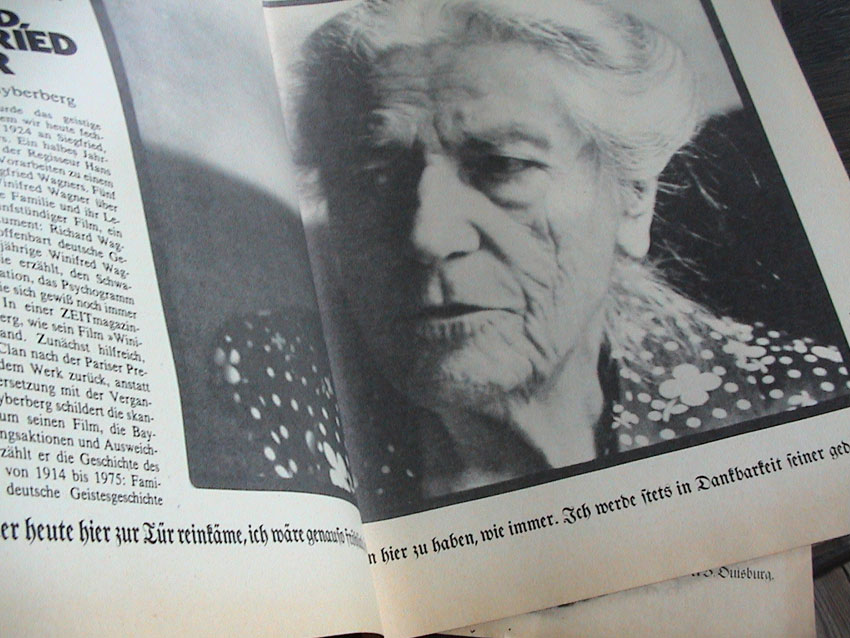 D,
RIED
R
yberberg
urde das geistige
em wir heute fech-
1924 an Siegfried,
s. Ein halbes Jahr-
der Regisseur Hans
Vorarbeiten zu einem
gfried Wagners. Fünf
Winifred Wagner über
e Familie und ihr Le-
nfstündiger Film, ein
ument: Richard Wag-
offenbart deutsche Ge-
jährige Winifred Wag-
ie erzählt, den Schwa-
ation, das Psychogramm
ie sich gewiß noch immer
In einer ZEITmagazin-
erg, wie sein Film »Wini-
and. Zunächst hilfreich,
Clan nach der Pariser Pre-
dem Werk zurück, anstatt
ersetzung mit der Vergan-
yberberg schildert die skan-
um seinen Film, die Bay-
ngsaktionen und Ausweich-
zählt er die Geschichte des
von 1914 bis 1975: Fami-
deutsche Geistesgeschichte
er heute hier zur Tür reinkäme, ich wäre genauso
n hier zu haben, wie immer. Ich werde stets in Dankbarkeit seiner ged
Duisburg,